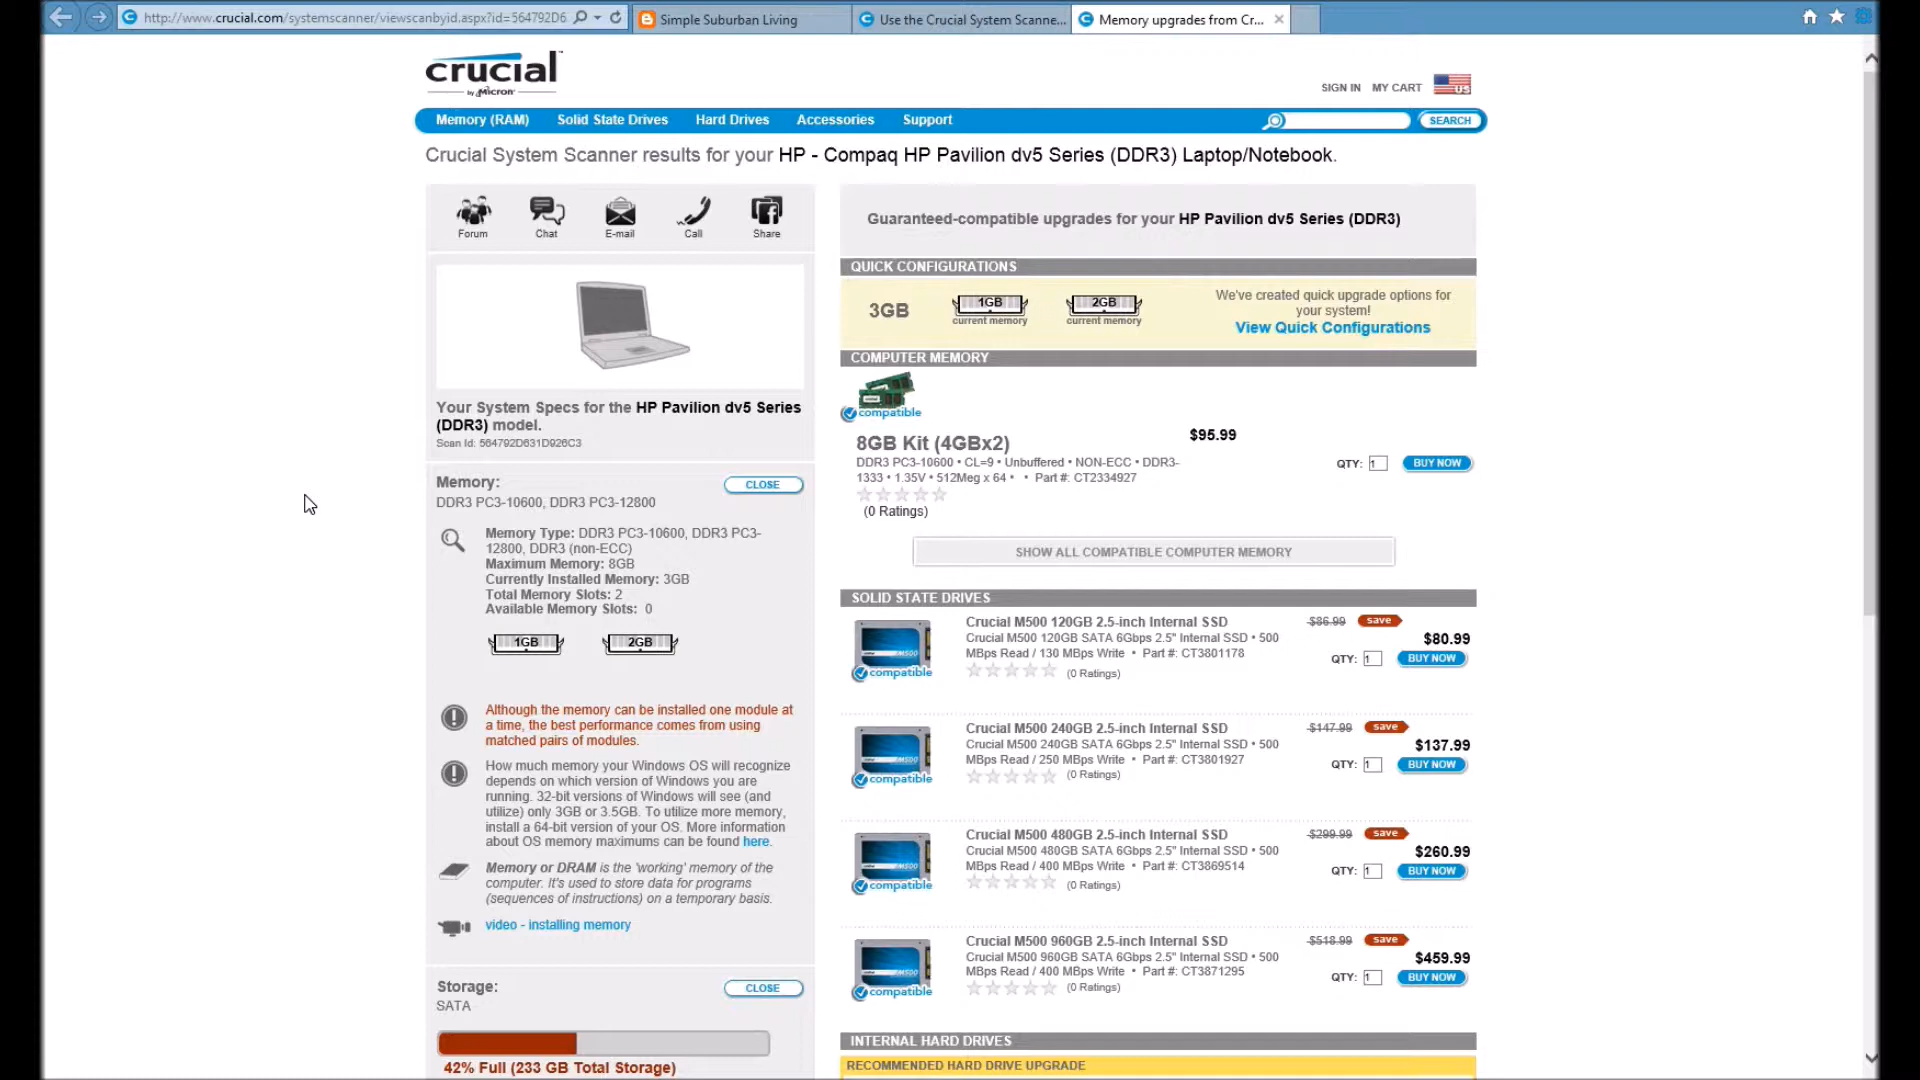 http://www.crucial.com/systemscanner/viewscanbyid.aspx?id=564792D6
Simple Suburban Living
Use the Crucial System Scanne...
Memory upgrades from Cr...
crucial
by Micron
SIGN IN MY CART
US
Memory (RAM) Solid State Drives Hard Drives Accessories Support
SEARCH
Crucial System Scanner results for your HP - Compaq HP Pavilion dv5 Series (DDR3) Laptop/Notebook.
Forum Chat E-mail Call Share
Your System Specs for the HP Pavilion dv5 Series
(DDR3) model.
Scan Id: 564792D631D926C3
Memory:
CLOSE
DDR3 PC3-10600, DDR3 PC3-12800
Memory Type: DDR3 PC3-10600, DDR3 PC3-
12800, DDR3 (non-ECC)
Maximum Memory: 8GB
Currently Installed Memory: 3GB
Total Memory Slots: 2
Available Memory Slots: 0
1GB 2GB
Although the memory can be installed one module at
a time, the best performance comes from using
matched pairs of modules.
How much memory your Windows OS will recognize
depends on which version of Windows you are
running. 32-bit versions of Windows will see (and
utilize) only 3GB or 3.5GB. To utilize more memory,
install a 64-bit version of your OS. More information
about OS memory maximums can be found here.
Memory or DRAM is the 'working' memory of the
computer. It's used to store data for programs
(sequences of instructions) on a temporary basis.
video - installing memory
Storage:
CLOSE
SATA
42% Full (233 GB Total Storage)
Guaranteed-compatible upgrades for your HP Pavilion dv5 Series (DDR3)
QUICK CONFIGURATIONS
3GB
1GB
current memory
2GB
current memory
We've created quick upgrade options for
your system!
View Quick Configurations
COMPUTER MEMORY
compatible
8GB Kit (4GBx2)
$95.99
DDR3 PC3-10600 • CL=9 • Unbuffered • NON-ECC • DDR3-
1333 • 1.35V • 512Meg x 64 • • Part #: CT2334927
(0 Ratings)
QTY: 1 BUY NOW
SHOW ALL COMPATIBLE COMPUTER MEMORY
SOLID STATE DRIVES
Crucial M500 120GB 2.5-inch Internal SSD
Crucial M500 120GB SATA 6Gbps 2.5" Internal SSD • 500
MBps Read / 130 MBps Write • Part #: CT3801178
(0 Ratings)
compatible
$86.99 save
$80.99
QTY: 1 BUY NOW
Crucial M500 240GB 2.5-inch Internal SSD
Crucial M500 240GB SATA 6Gbps 2.5" Internal SSD • 500
MBps Read / 250 MBps Write • Part #: CT3801927
(0 Ratings)
compatible
$147.99 save
$137.99
QTY: 1 BUY NOW
Crucial M500 480GB 2.5-inch Internal SSD
Crucial M500 480GB SATA 6Gbps 2.5" Internal SSD • 500
MBps Read / 400 MBps Write • Part #: CT3869514
(0 Ratings)
compatible
$299.99 save
$260.99
QTY: 1 BUY NOW
Crucial M500 960GB 2.5-inch Internal SSD
Crucial M500 960GB SATA 6Gbps 2.5" Internal SSD • 500
MBps Read / 400 MBps Write • Part #: CT3871295
(0 Ratings)
compatible
$518.99 save
$459.99
QTY: 1 BUY NOW
INTERNAL HARD DRIVES
RECOMMENDED HARD DRIVE UPGRADE